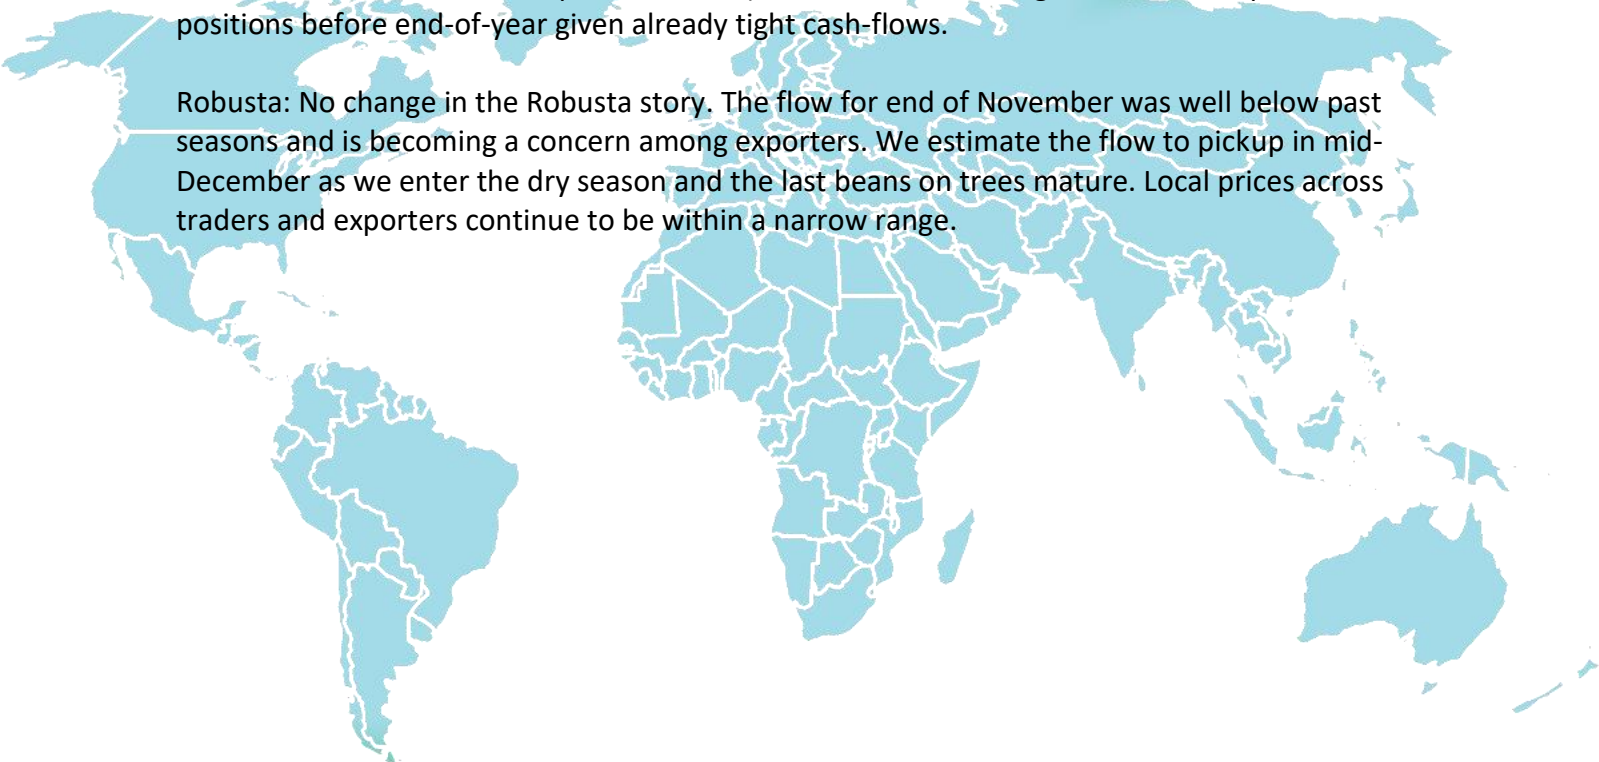 positions before end-of-year given already tight cash-flows.
Robusta: No change in the Robusta story. The flow for end of November was well below past
seasons and is becoming a concern among exporters. We estimate the flow to pickup in mid-
December as we enter the dry season and the last beans on trees mature. Local prices across
traders and exporters continue to be within a narrow range.